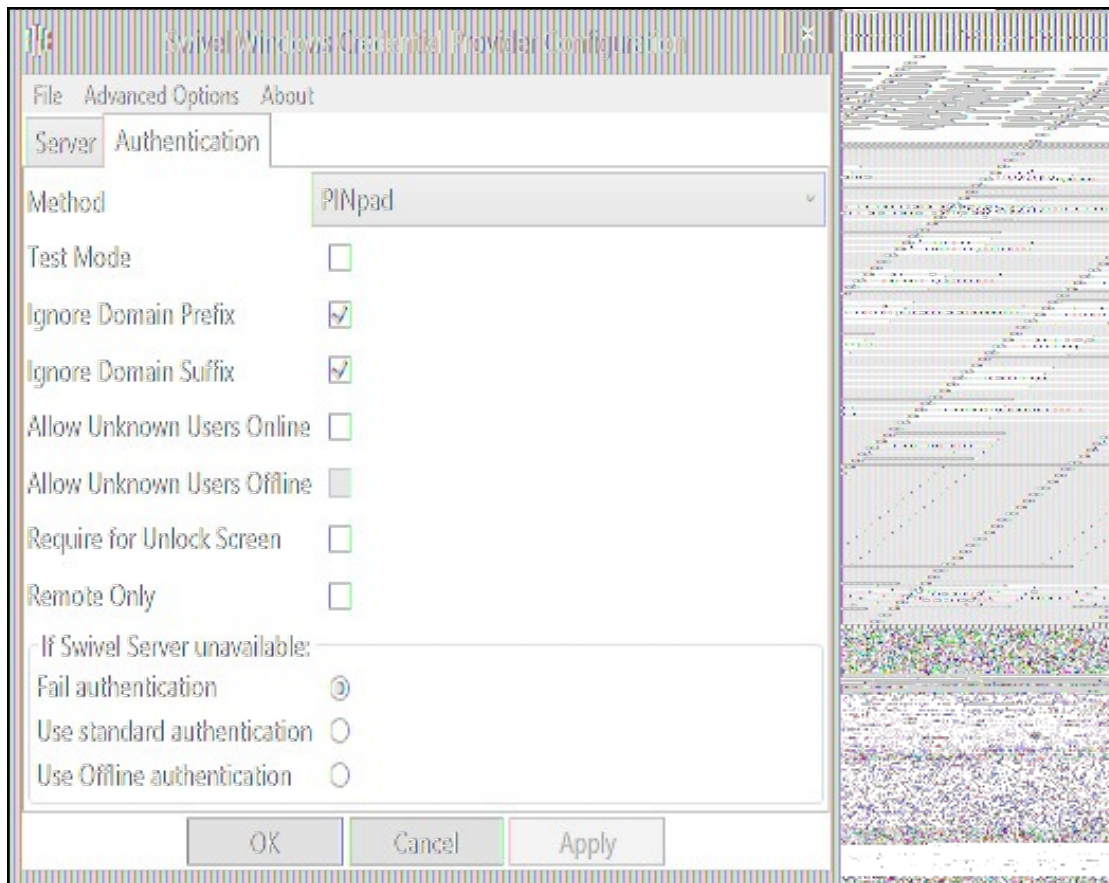 Swivel Windows Credential Provider Configuration
File Advanced Options About
Server Authentication
Method PINpad
Test Mode
Ignore Domain Prefix
Ignore Domain Suffix
Allow Unknown Users Online
Allow Unknown Users Offline
Require for Unlock Screen
Remote Only
If Swivel Server unavailable:
Fail authentication
Use standard authentication
Use Offline authentication
OK Cancel Apply